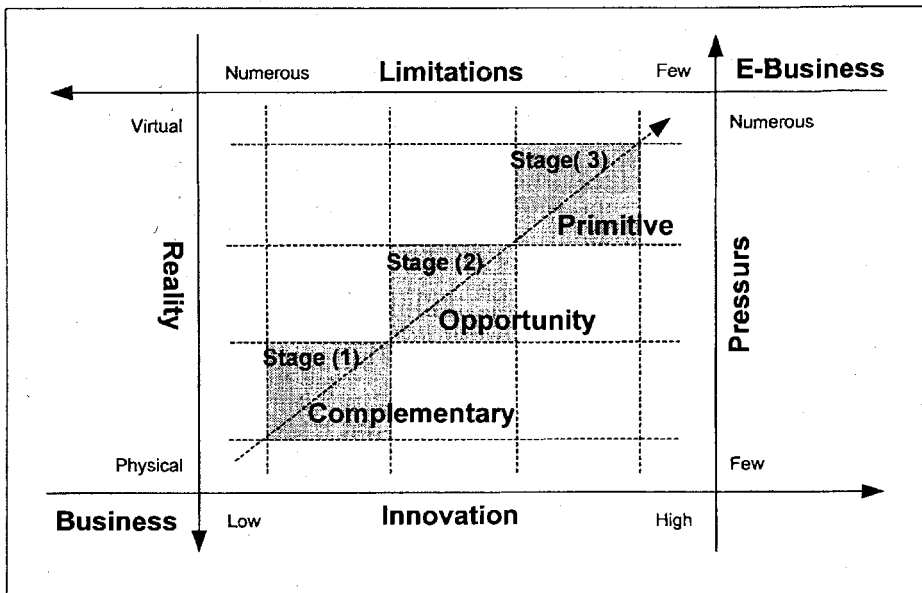 Numerous Limitations Few E-Business
Virtual Numerous
Stage( 3)
Primitive
Reality
Stage (2)
Opportunity
Pressurs
Stage (1)
Complementary
Physical Few
Business Low Innovation High